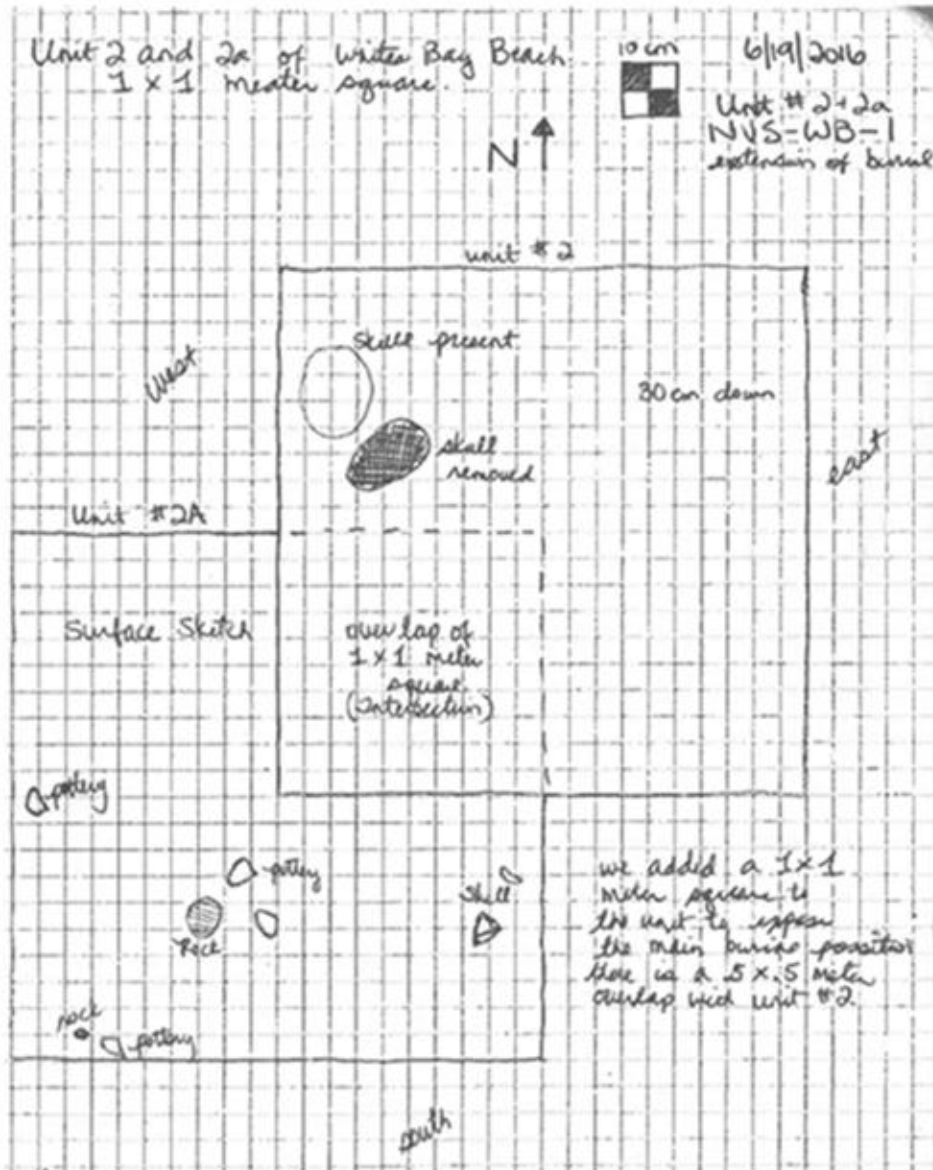 Unit 2 and 2a of Whites Bay Beach
1 x 1 meater square.
10 cm
6/19/2016
Unit # 2+2a
NVS-WB-1
extension of burial
N
unit # 2
Skull present
West
30 cm down
skull
removed
east
Unit #2A
Surface Sketch
overlap of
1 x 1 meter
square.
(Intersection)
pottery
pottery
Shell
Rock
rock
pottery
we added a 1x1
meter square to
the unit to expose
the main burial
there is a .5 x .5 meter
overlap with unit #2.
south